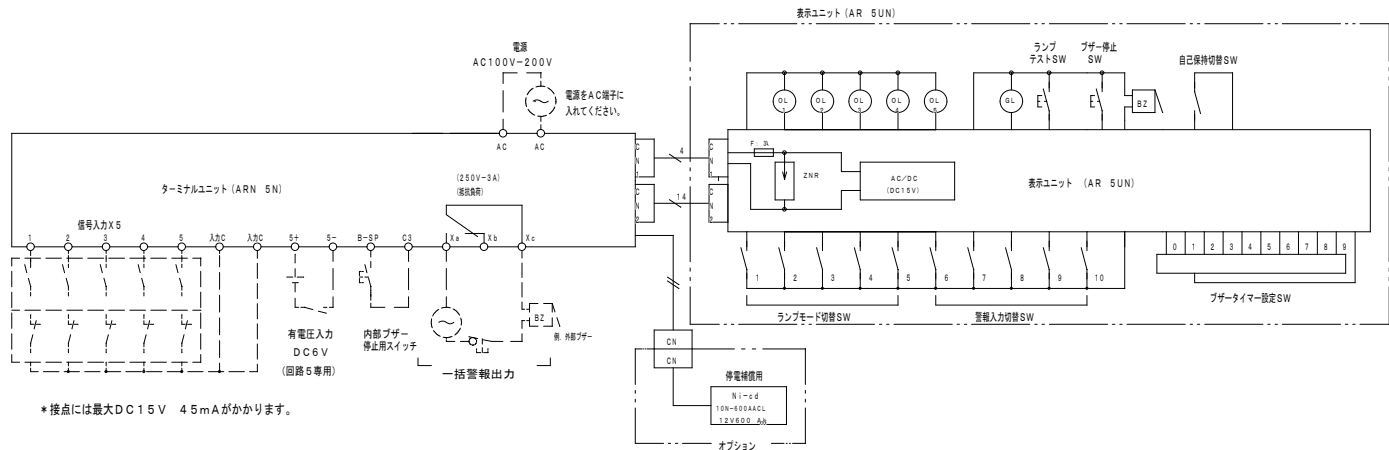 表示ユニット(AR 5UN)
電源
AC100V-200V
電源をAC端子に
入れてください。
AC AC
ターミナルユニット(ARN 5N)
(250V-3A)
(抵抗負荷)
信号入力X5
1 2 3 4 5 入力C 入力C 5+ 5- B-SP C3 Xa Xb Xc
有電圧入力
DC6V
(回路5専用)
内部ブザー
停止用スイッチ
BZ
例. 外部ブザー
一括警報出力
*接点には最大DC15V 45mAがかかります。
CN1
CN2
4
14
CN1
CN2
ランプ
テストSW
ブザー停止
SW
自己保持切替SW
OL1 OL2 OL3 OL4 OL5 GL BZ
F: 3A
ZNR
AC/DC
(DC15V)
表示ユニット (AR 5UN)
1 2 3 4 5 6 7 8 9 10
ランプモード切替SW
警報入力切替SW
0 1 2 3 4 5 6 7 8 9
ブザータイマー設定SW
CN
CN
停電補償用
Ni-cd
10N-600AACL
12V600
オプション